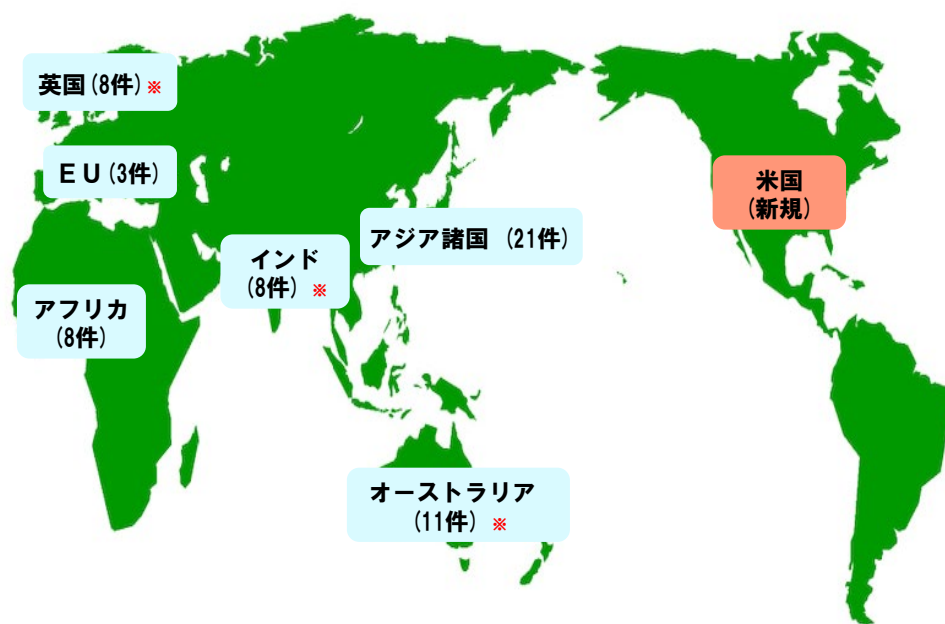 英国(8件)※
ＥＵ(3件)
米国
(新規)
アジア諸国 (21件)
インド
(8件) ※
アフリカ
(8件)
オーストラリア
(11件) ※